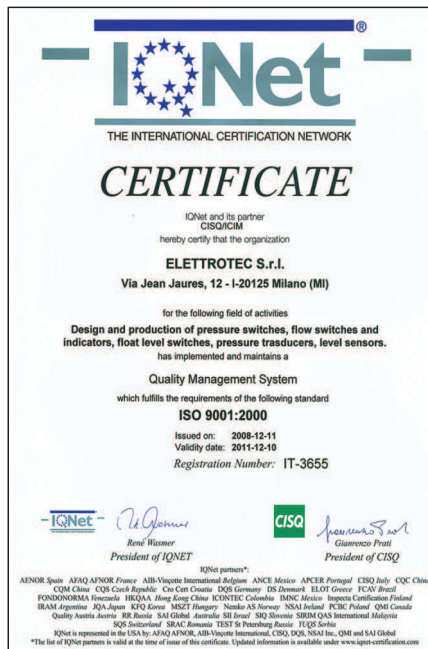 IQNet ®
THE INTERNATIONAL CERTIFICATION NETWORK
CERTIFICATE
IQNet and its partner
CISQ/ICIM
hereby certify that the organization
ELETTROTEC S.r.l.
Via Jean Jaures, 12 - I-20125 Milano (MI)
for the following field of activities
Design and production of pressure switches, flow switches and
indicators, float level switches, pressure trasducers, level sensors.
has implemented and maintains a
Quality Management System
which fulfills the requirements of the following standard
ISO 9001:2000
Issued on: 2008-12-11
Validity date: 2011-12-10
Registration Number: IT-3655
IQNet
CISQ
René Wasmer
Gianrenzo Prati
President of IQNET
President of CISQ
IQNet partners*:
AENOR Spain AFAQ AFNOR France AIB-Vinçotte International Belgium ANCE Mexico APCER Portugal CISQ Italy CQC China
CQM China CQS Czech Republic Cro Cert Croatia DQS Germany DS Denmark ELOT Greece FCAV Brazil
FONDONORMA Venezuela HKQAA Hong Kong China ICONTEC Colombia IMNC Mexico Inspecta Certification Finland
IRAM Argentina JQA Japan KFQ Korea MSZT Hungary Nemko AS Norway NSAI Ireland PCBC Poland QMI Canada
Quality Austria Austria RR Russia SAI Global Australia SII Israel SIQ Slovenia SIRIM QAS International Malaysia
SQS Switzerland SRAC Romania TEST St Petersburg Russia YUQS Serbia
IQNet is represented in the USA by: AFAQ AFNOR, AIB-Vinçotte International, CISQ, DQS, NSAI Inc., QMI and SAI Global
*The list of IQNet partners is valid at the time of issue of this certificate. Updated information is available under www.iqnet-certification.com